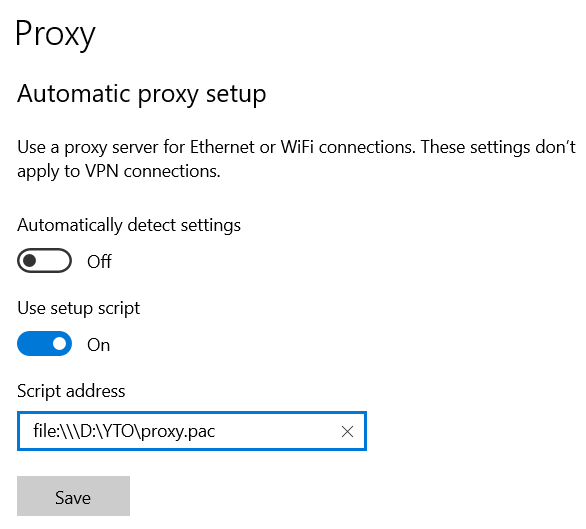 Proxy
Automatic proxy setup
Use a proxy server for Ethernet or WiFi connections. These settings don't
apply to VPN connections.
Automatically detect settings
Off
Use setup script
On
Script address
file:\\\D:\YTO\proxy.pac
Save